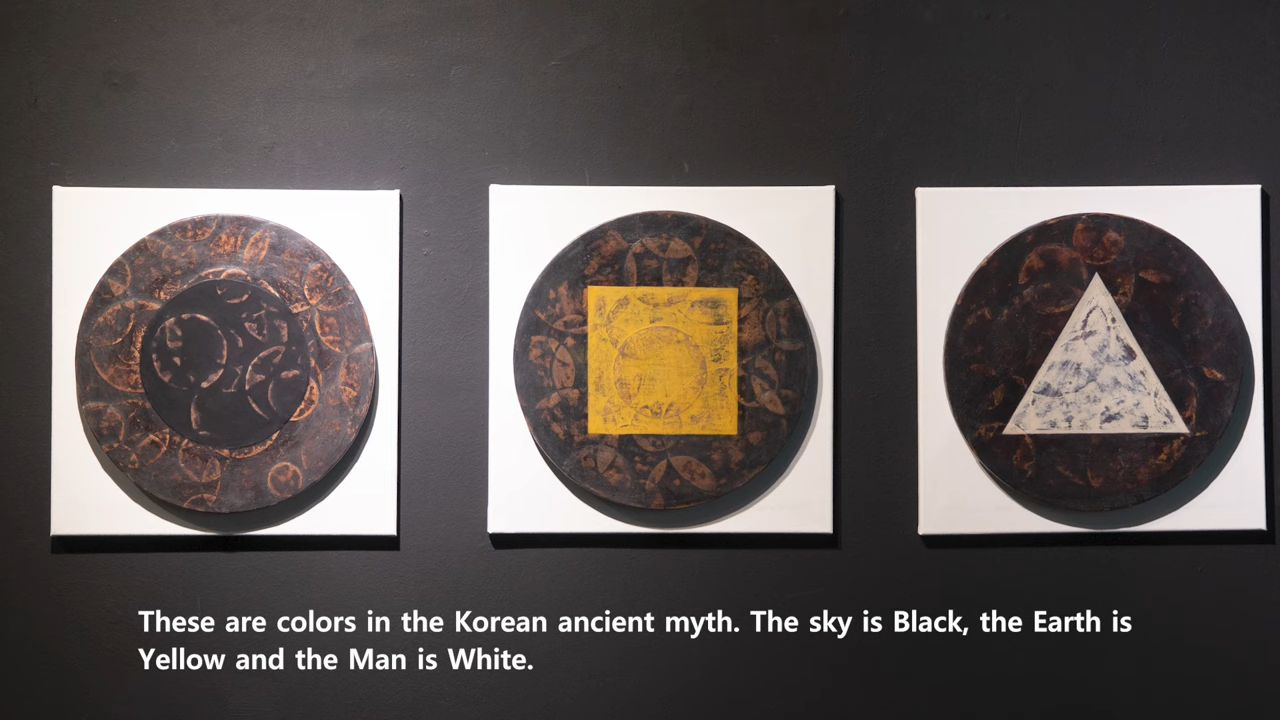 These are colors in the Korean ancient myth. The sky is Black, the Earth is
Yellow and the Man is White.